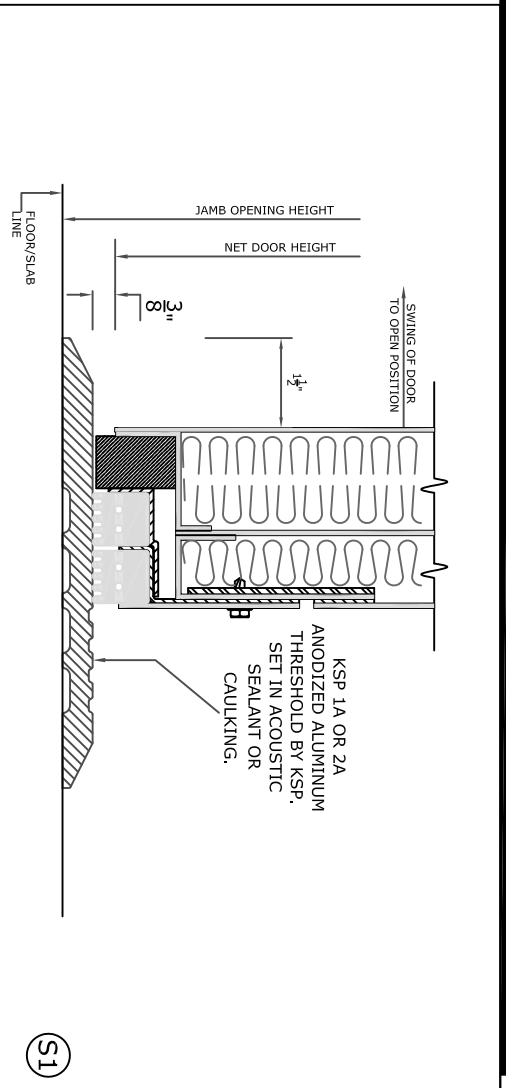 SWING OF DOOR
TO OPEN POSITION
NET DOOR HEIGHT
JAMB OPENING HEIGHT
FLOOR/SLAB
LINE
3/8"
1 1/2"
KSP 1A OR 2A
ANODIZED ALUMINUM
THRESHOLD BY KSP.
SET IN ACOUSTIC
SEALANT OR
CAULKING.
S1